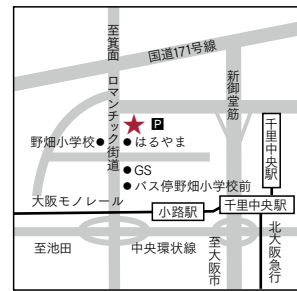 至箕面 ロマンチック街道
国道171号線
新御堂筋
P
野畑小学校
はるやま
GS
バス停野畑小学校前
千里中央駅
大阪モノレール
小路駅
千里中央駅
至池田
中央環状線
至大阪市
北大阪急行